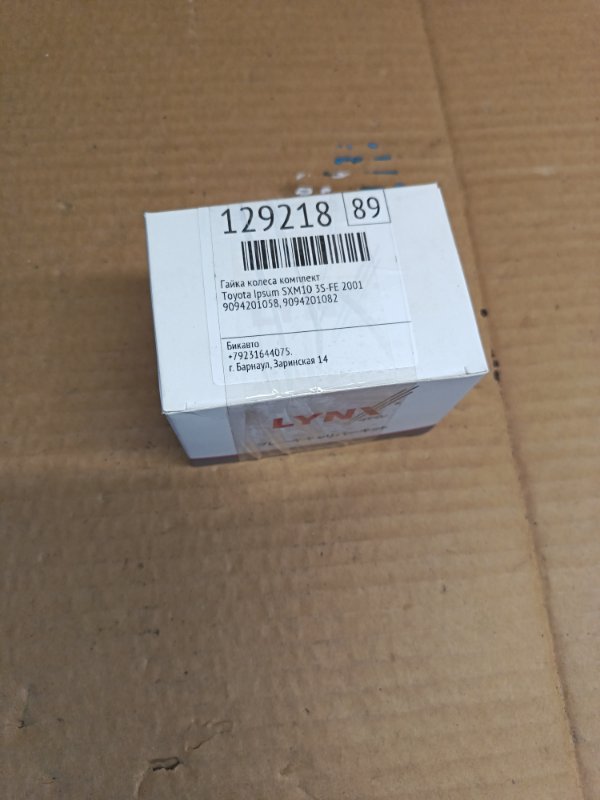 129218 89
Гайка колеса комплект
Toyota Ipsum SXM10 3S-FE 2001
9094201058,9094201082
Бикавто
+79231644075.
г. Барнаул, Заринская 14
LYNX